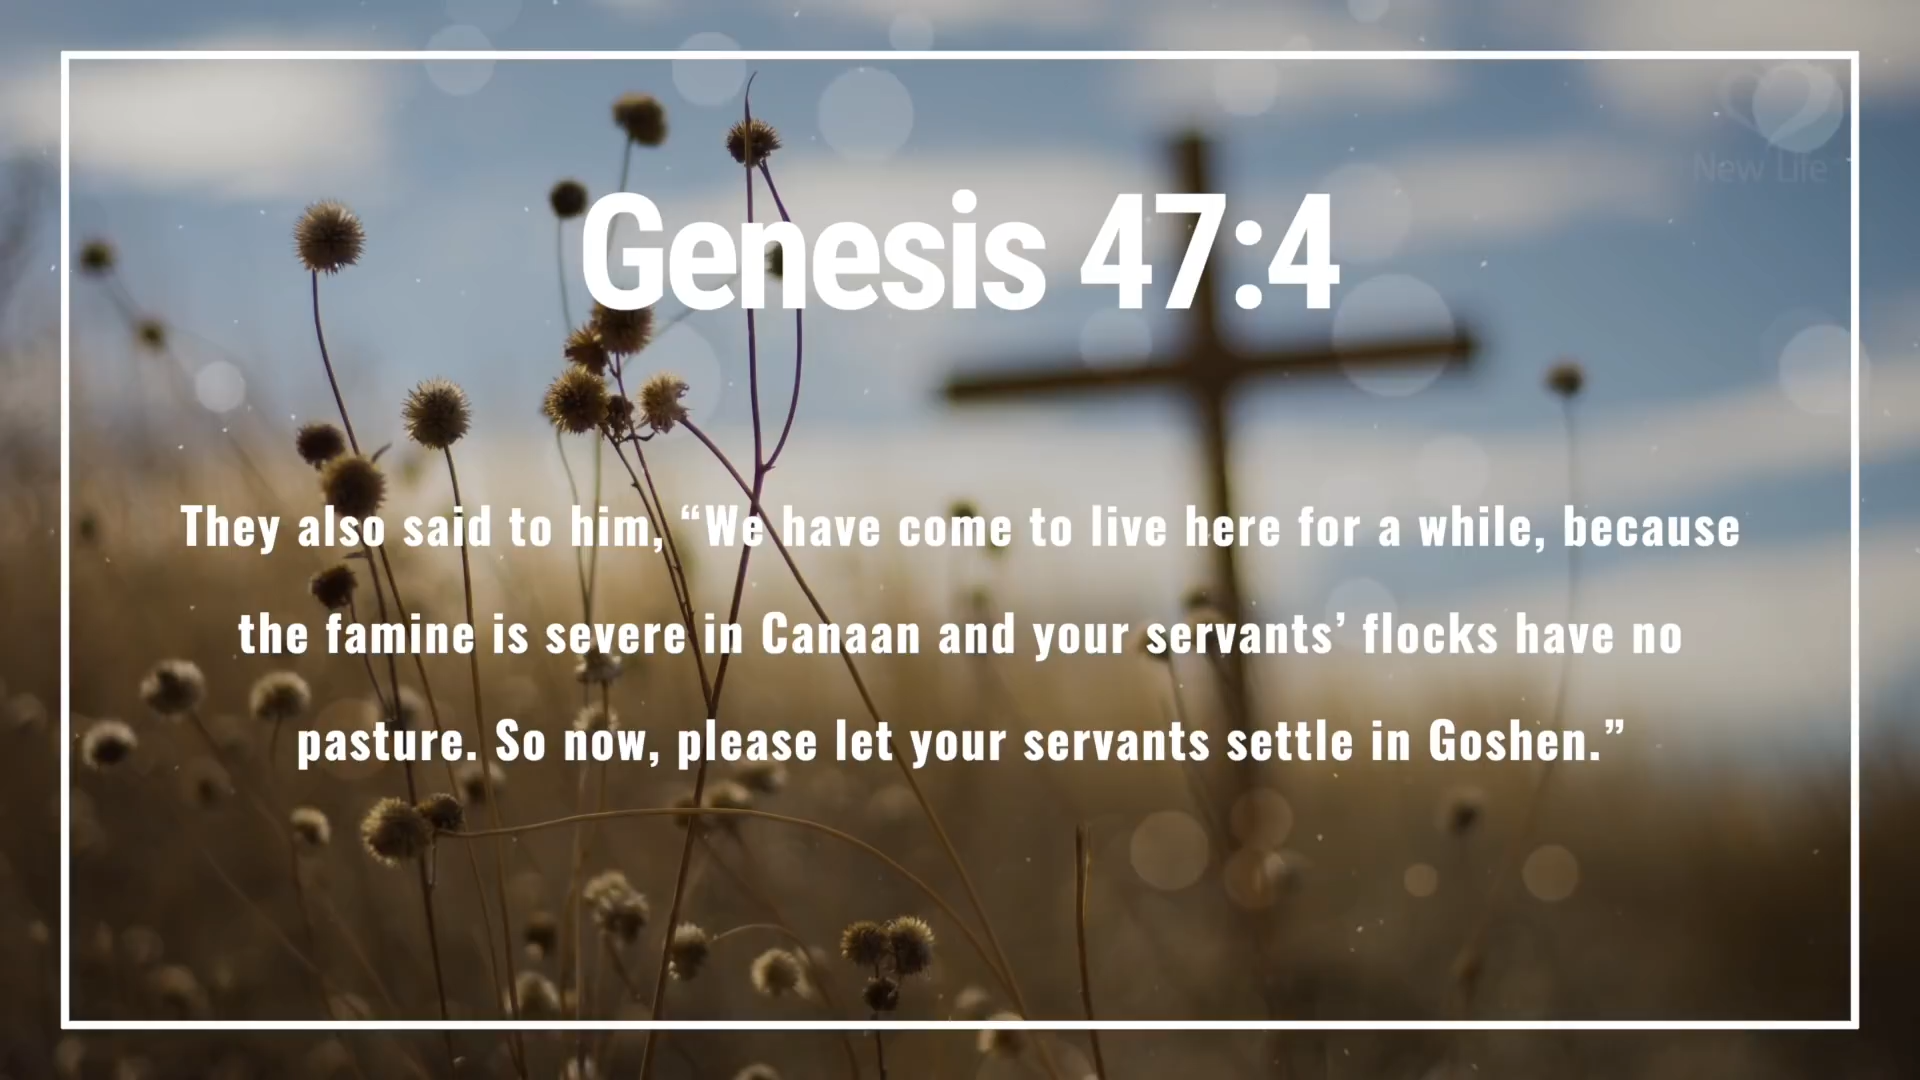 New Life
Genesis 47:4
They also said to him, “We have come to live here for a while, because
the famine is severe in Canaan and your servants’ flocks have no
pasture. So now, please let your servants settle in Goshen.”